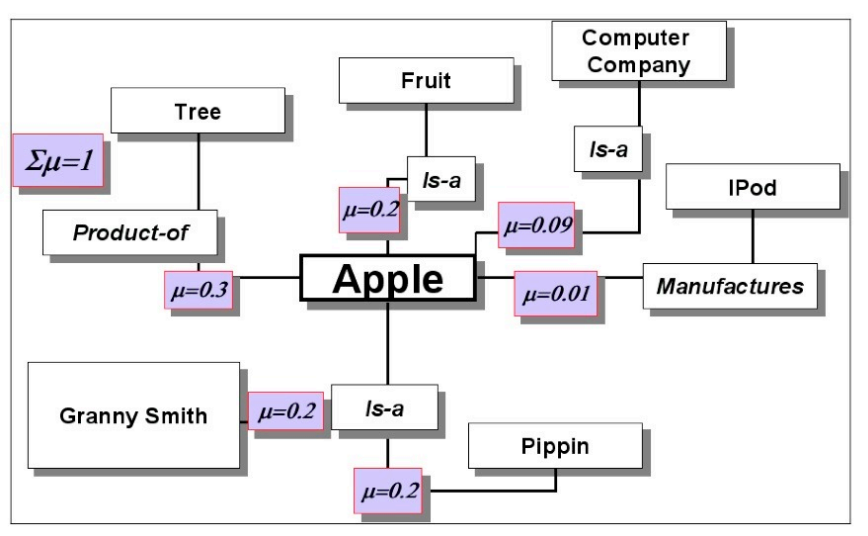 Computer
Company
Fruit
Tree
Σμ=1
Is-a
Is-a
IPod
μ=0.2
μ=0.09
Product-of
Apple
μ=0.3
μ=0.01
Manufactures
Granny Smith
μ=0.2
Is-a
Pippin
μ=0.2